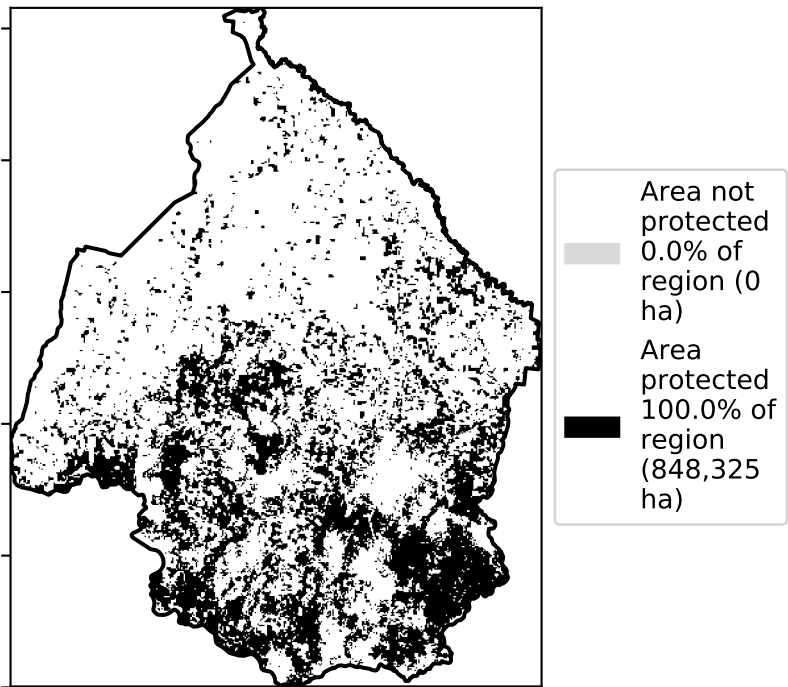 Area not
protected
0.0% of
region (0
ha)
Area
protected
100.0% of
region
(848,325
ha)